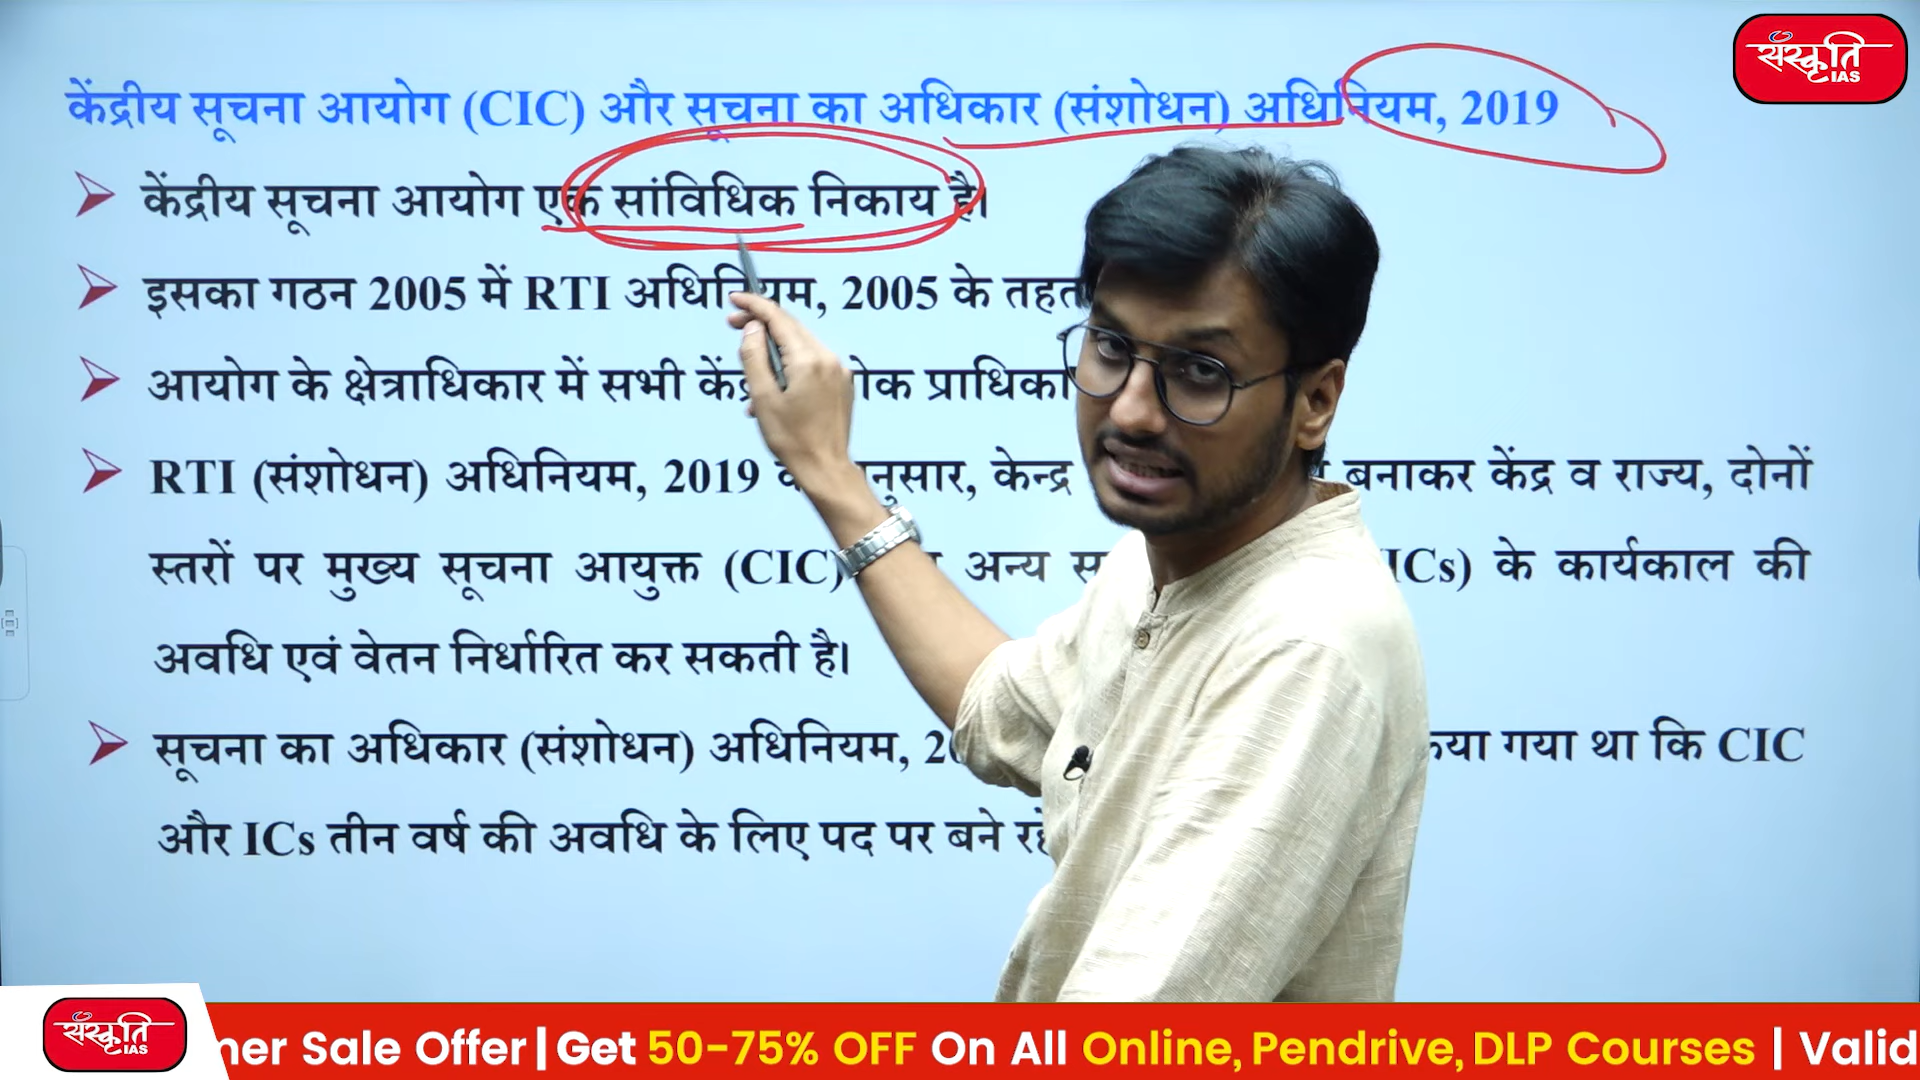 संस्कृति
IAS
केंद्रीय सूचना आयोग (CIC) और सूचना का अधिकार (संशोधन) अधिनियम, 2019
केंद्रीय सूचना आयोग एक सांविधिक निकाय है।
इसका गठन 2005 में RTI अधिनियम, 2005 के तहत
आयोग के क्षेत्राधिकार में सभी
RTI (संशोधन) अधिनियम, 2019 के केन्द्र बनाकर केंद्र व राज्य, दोनों
स्तरों पर मुख्य सूचना आयुक्त (CIC) अन्य ICs) के कार्यकाल की
अवधि एवं वेतन निर्धारित कर सकती है।
सूचना का अधिकार (संशोधन) अधिनियम, गया था कि CIC
और ICs तीन वर्ष की अवधि के लिए पद पर बने
संस्कृति
IAS
Sale Offer | Get 50-75% OFF On All Online, Pendrive, DLP Courses | Valid